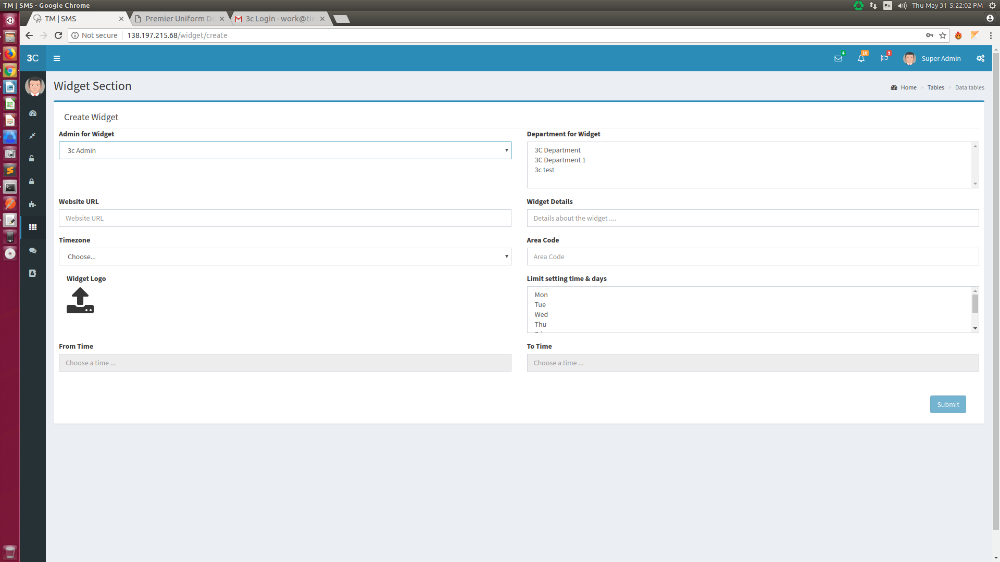 TM | SMS - Google Chrome
En
Thu May 31 5:22:02 PM
TM | SMS
Premier Uniform De
3c Login - work@tie
Not secure
138.197.215.68/widget/create
3C
4
10
9
Super Admin
Widget Section
Home > Tables > Data tables
Create Widget
Admin for Widget
3c Admin
Department for Widget
3C Department
3C Department 1
3c test
Website URL
Website URL
Widget Details
Details about the widget ....
Timezone
Choose...
Area Code
Area Code
Widget Logo
Limit setting time & days
Mon
Tue
Wed
Thu
From Time
Choose a time ...
To Time
Choose a time ...
Submit